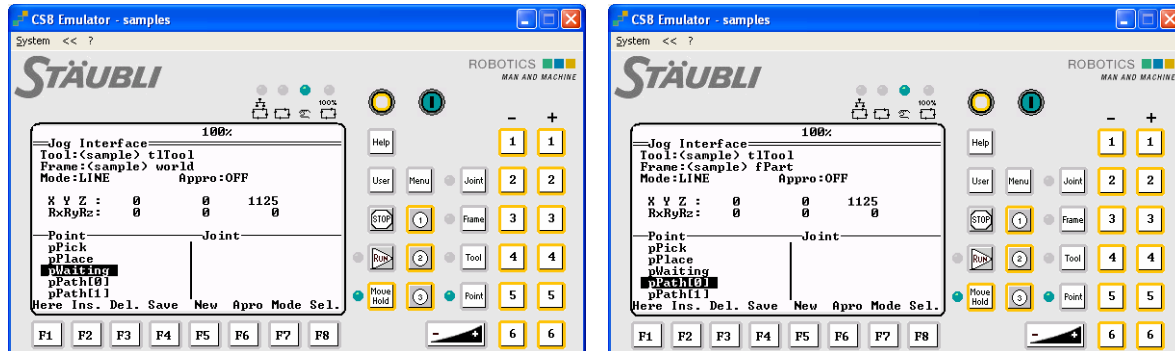 CS8 Emulator - samples
System << ?
STÄUBLI
ROBOTICS
MAN AND MACHINE
100%
100%
- +
Jog Interface
Help 1 1
Tool:(sample) tlTool
Frame:(sample) world
Mode:LINE Appro:OFF
User Menu Joint 2 2
X Y Z : 0 0 1125
RxRyRz: 0 0 0
STOP 1 Frame 3 3
Point Joint
pPick
pPlace
RUN 2 Tool 4 4
pWaiting
pPath[0]
pPath[1]
Move Hold 3 Point 5 5
Here Ins. Del. Save New Apro Mode Sel.
F1 F2 F3 F4 F5 F6 F7 F8 - + 6 6
CS8 Emulator - samples
System << ?
STÄUBLI
ROBOTICS
MAN AND MACHINE
100%
100%
- +
Jog Interface
Help 1 1
Tool:(sample) tlTool
Frame:(sample) fPart
Mode:LINE Appro:OFF
User Menu Joint 2 2
X Y Z : 0 0 1125
RxRyRz: 0 0 0
STOP 1 Frame 3 3
Point Joint
pPick
pPlace
RUN 2 Tool 4 4
pWaiting
pPath[0]
pPath[1]
Move Hold 3 Point 5 5
Here Ins. Del. Save New Apro Mode Sel.
F1 F2 F3 F4 F5 F6 F7 F8 - + 6 6